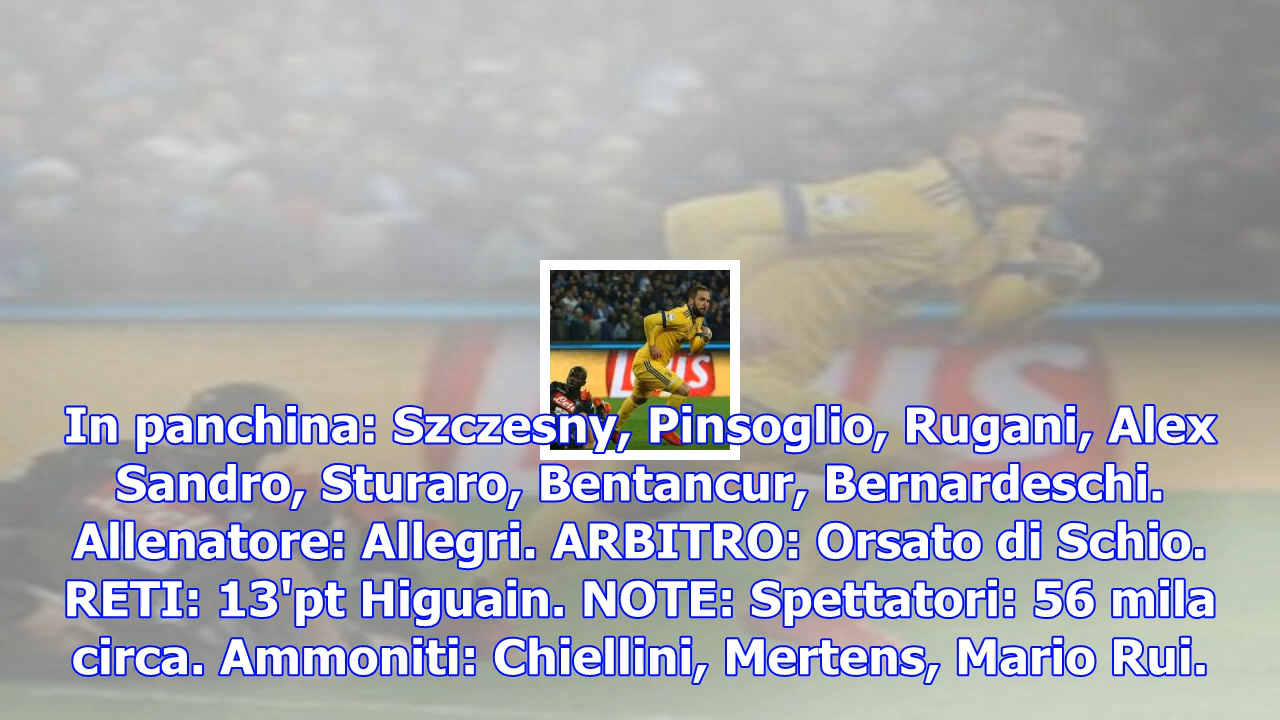 In panchina: Szczesny, Pinsoglio, Rugani, Alex
Sandro, Sturaro, Bentancur, Bernardeschi.
Allenatore: Allegri. ARBITRO: Orsato di Schio.
RETI: 13'pt Higuain. NOTE: Spettatori: 56 mila
circa. Ammoniti: Chiellini, Mertens, Mario Rui.